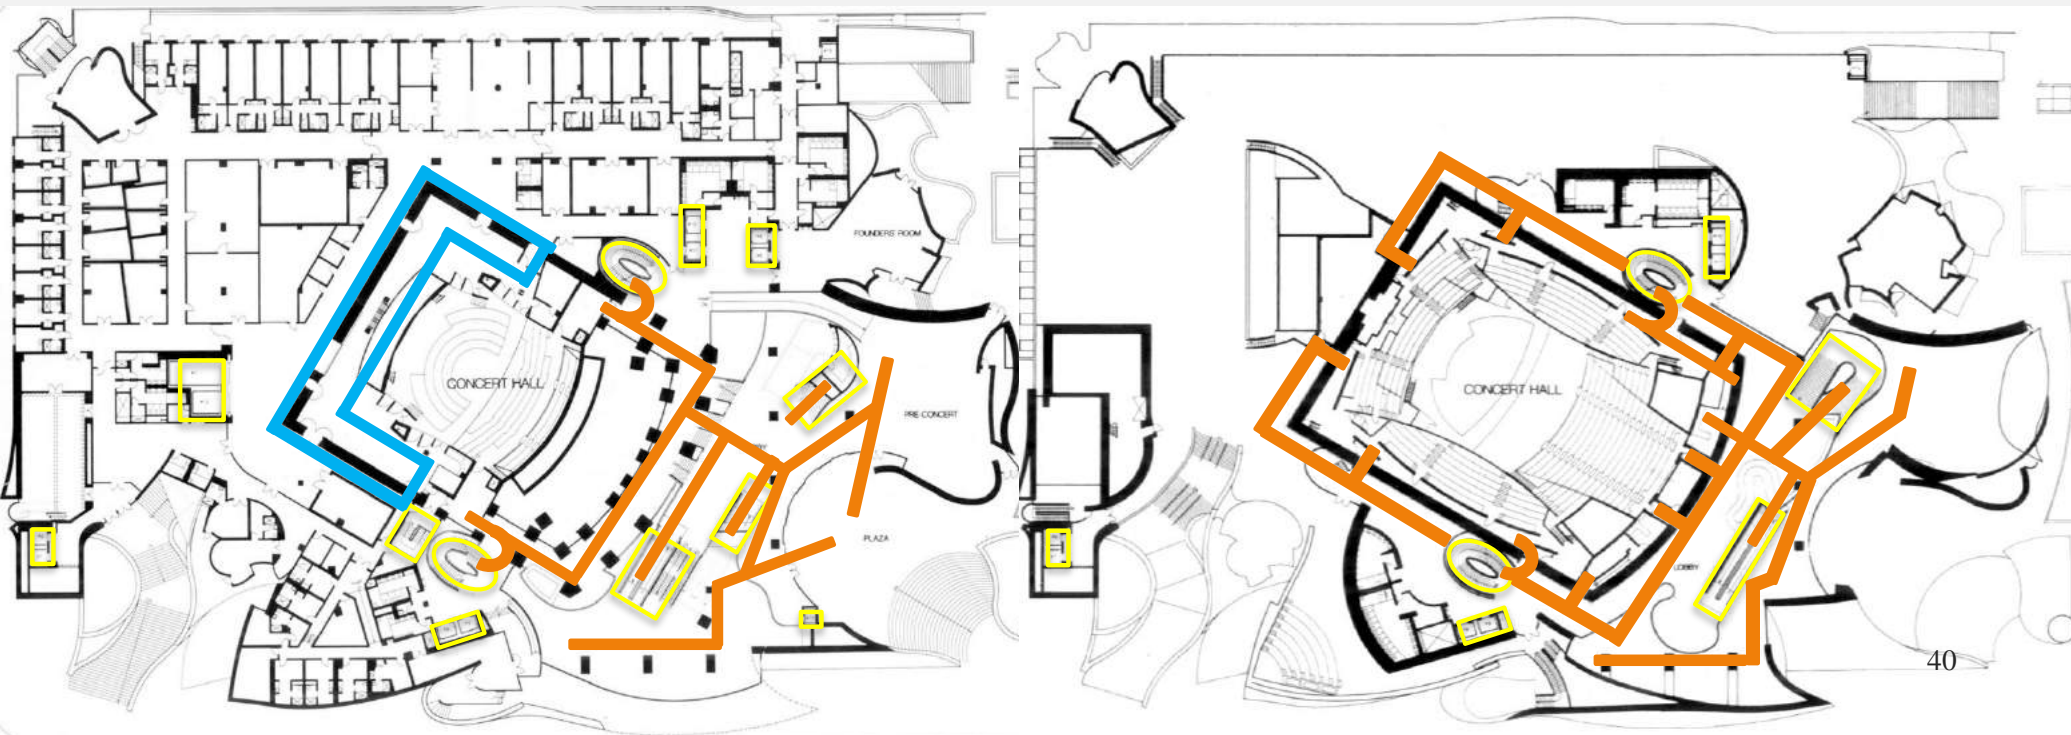 FOUNDERS' ROOM
CONCERT HALL
PRE-CONCERT
PLAZA
CONCERT HALL
LOBBY
40